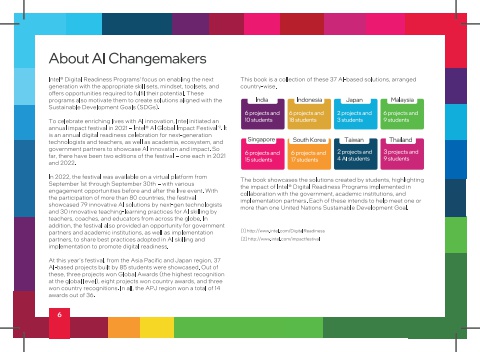 About AI Changemakers
Intel® Digital Readiness Programs' focus on enabling the next
generation with the appropriate skill sets, mindset, toolsets, and
offers opportunities required to fulfil their potential. These
programs also motivate them to create solutions aligned with the
Sustainable Development Goals (SDGs).
To celebrate enriching lives with AI innovation, Intel initiated an
annual impact festival in 2021 – Intel® AI Global Impact Festival¹¹. It
is an annual digital readiness celebration for next-generation
technologists and teachers, as well as academia, ecosystem, and
government partners to showcase AI innovation and impact. So
far, there have been two editions of the festival – one each in 2021
and 2022.
In 2022, the festival was available on a virtual platform from
September 1st through September 30th – with various
engagement opportunities before and after the live event. With
the participation of more than 80 countries, the festival
showcased 79 innovative AI solutions by next-gen technologists
and 30 innovative teaching-learning practices for AI skilling by
teachers, coaches, and educators from across the globe. In
addition, the festival also provided an opportunity for government
partners and academic institutions, as well as implementation
partners, to share best practices adopted in AI skilling and
implementation to promote digital readiness.
At this year's festival, from the Asia Pacific and Japan region, 37
AI-based projects built by 85 students were showcased. Out of
these, three projects won Global Awards (the highest recognition
at the global level), eight projects won country awards, and three
won country recognitions. In all, the APJ region won a total of 14
awards out of 36.
6
This book is a collection of these 37 AI-based solutions, arranged
country-wise.
India
6 projects and
10 students
Indonesia
6 projects and
18 students
Japan
2 projects and
3 students
Malaysia
6 projects and
9 students
Singapore
6 projects and
15 students
South Korea
6 projects and
17 students
Taiwan
2 projects and
4 AI students
Thailand
3 projects and
9 students
The book showcases the solutions created by students, highlighting
the impact of Intel® Digital Readiness Programs implemented in
collaboration with the government, academic institutions, and
implementation partners. Each of these intends to help meet one or
more than one United Nations Sustainable Development Goal.
[1] http://www.intel.com/DigitalReadiness
[2] http://www.intel.com/impactfestival